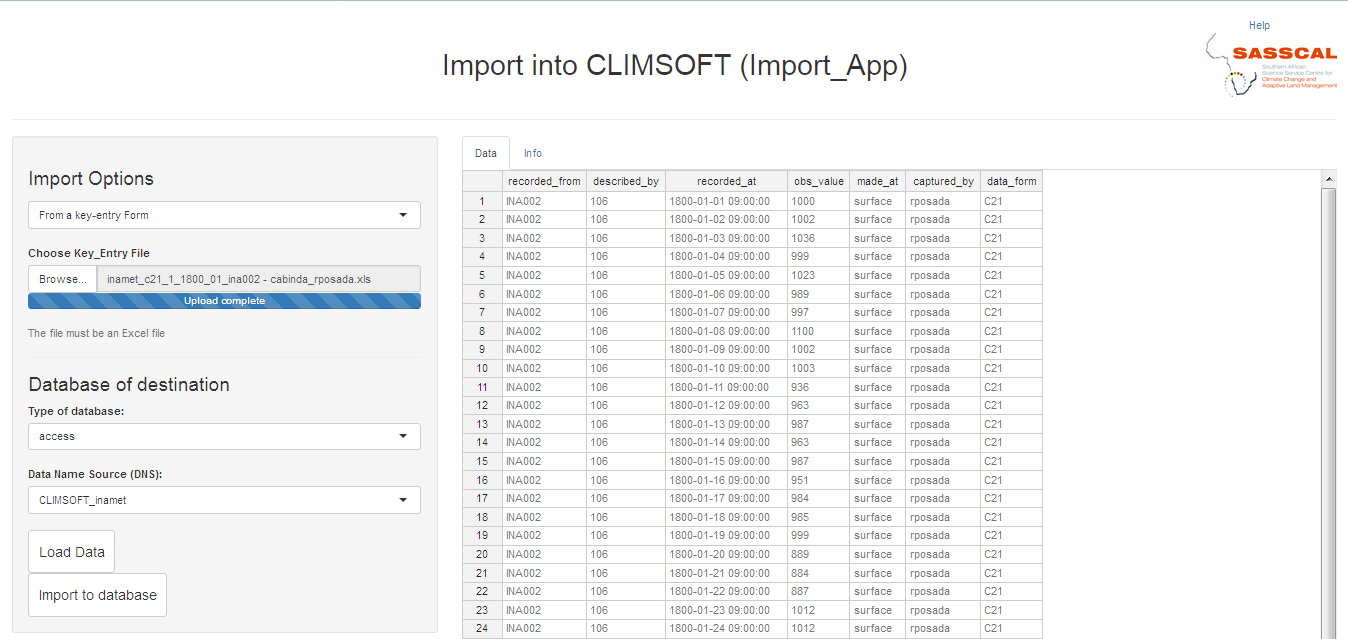 Help
SASSCAL
Southern African
Science Service Centre for
Climate Change and
Adaptive Land Management
Import into CLIMSOFT (Import_App)
Import Options
From a key-entry Form
Choose Key_Entry File
Browse... inamet_c21_1_1800_01_ina002 - cabinda_rposada.xls
Upload complete
The file must be an Excel file
Database of destination
Type of database:
access
Data Name Source (DNS):
CLIMSOFT_inamet
Load Data
Import to database
Data Info
recorded_from described_by recorded_at obs_value made_at captured_by data_form
1 INA002 106 1800-01-01 09:00:00 1000 surface rposada C21
2 INA002 106 1800-01-02 09:00:00 1002 surface rposada C21
3 INA002 106 1800-01-03 09:00:00 1036 surface rposada C21
4 INA002 106 1800-01-04 09:00:00 999 surface rposada C21
5 INA002 106 1800-01-05 09:00:00 1023 surface rposada C21
6 INA002 106 1800-01-06 09:00:00 989 surface rposada C21
7 INA002 106 1800-01-07 09:00:00 997 surface rposada C21
8 INA002 106 1800-01-08 09:00:00 1100 surface rposada C21
9 INA002 106 1800-01-09 09:00:00 1002 surface rposada C21
10 INA002 106 1800-01-10 09:00:00 1003 surface rposada C21
11 INA002 106 1800-01-11 09:00:00 936 surface rposada C21
12 INA002 106 1800-01-12 09:00:00 963 surface rposada C21
13 INA002 106 1800-01-13 09:00:00 987 surface rposada C21
14 INA002 106 1800-01-14 09:00:00 963 surface rposada C21
15 INA002 106 1800-01-15 09:00:00 987 surface rposada C21
16 INA002 106 1800-01-16 09:00:00 951 surface rposada C21
17 INA002 106 1800-01-17 09:00:00 984 surface rposada C21
18 INA002 106 1800-01-18 09:00:00 985 surface rposada C21
19 INA002 106 1800-01-19 09:00:00 999 surface rposada C21
20 INA002 106 1800-01-20 09:00:00 889 surface rposada C21
21 INA002 106 1800-01-21 09:00:00 884 surface rposada C21
22 INA002 106 1800-01-22 09:00:00 887 surface rposada C21
23 INA002 106 1800-01-23 09:00:00 1012 surface rposada C21
24 INA002 106 1800-01-24 09:00:00 1012 surface rposada C21